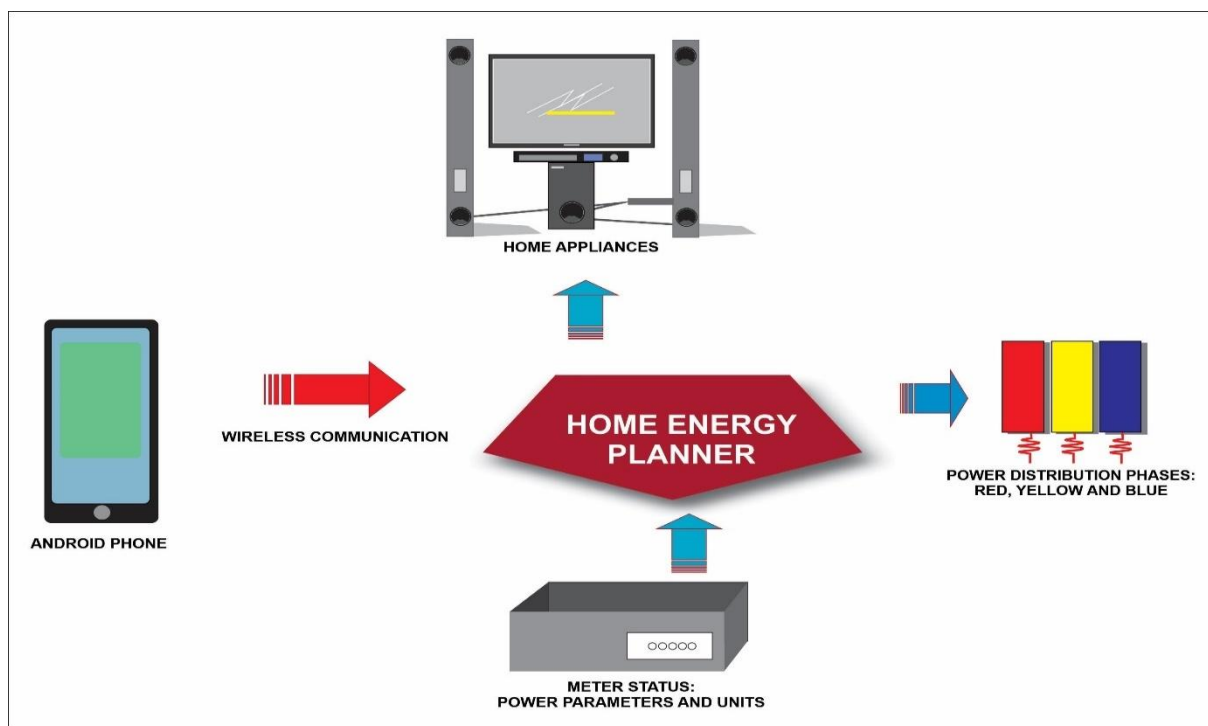 HOME APPLIANCES
WIRELESS COMMUNICATION
HOME ENERGY
PLANNER
POWER DISTRIBUTION PHASES:
RED, YELLOW AND BLUE
ANDROID PHONE
METER STATUS:
POWER PARAMETERS AND UNITS